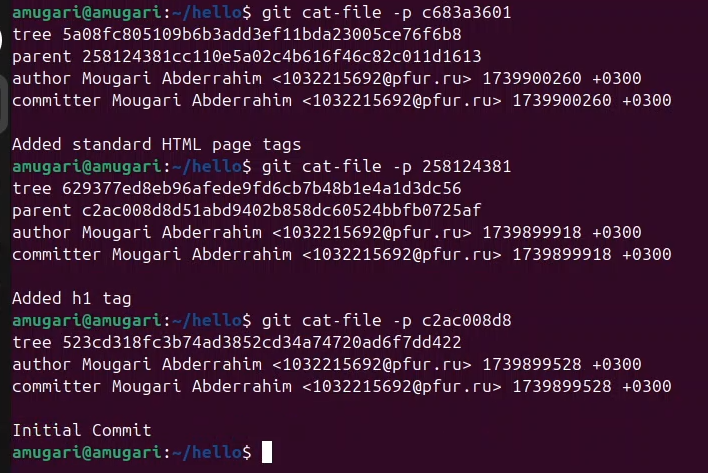 amugari@amugari:~/hello$ git cat-file -p c683a3601
tree 5a08fc805109b6b3add3ef11bda23005ce76f6b8
parent 258124381cc110e5a02c4b616f46c82c011d1613
author Mougari Abderrahim <1032215692@pfur.ru> 1739900260 +0300
committer Mougari Abderrahim <1032215692@pfur.ru> 1739900260 +0300
Added standard HTML page tags
amugari@amugari:~/hello$ git cat-file -p 258124381
tree 629377ed8eb96afede9fd6cb7b48b1e4a1d3dc56
parent c2ac008d8d51abd9402b858dc60524bbfb0725af
author Mougari Abderrahim <1032215692@pfur.ru> 1739899918 +0300
committer Mougari Abderrahim <1032215692@pfur.ru> 1739899918 +0300
Added h1 tag
amugari@amugari:~/hello$ git cat-file -p c2ac008d8
tree 523cd318fc3b74ad3852cd34a74720ad6f7dd422
author Mougari Abderrahim <1032215692@pfur.ru> 1739899528 +0300
committer Mougari Abderrahim <1032215692@pfur.ru> 1739899528 +0300
Initial Commit
amugari@amugari:~/hello$